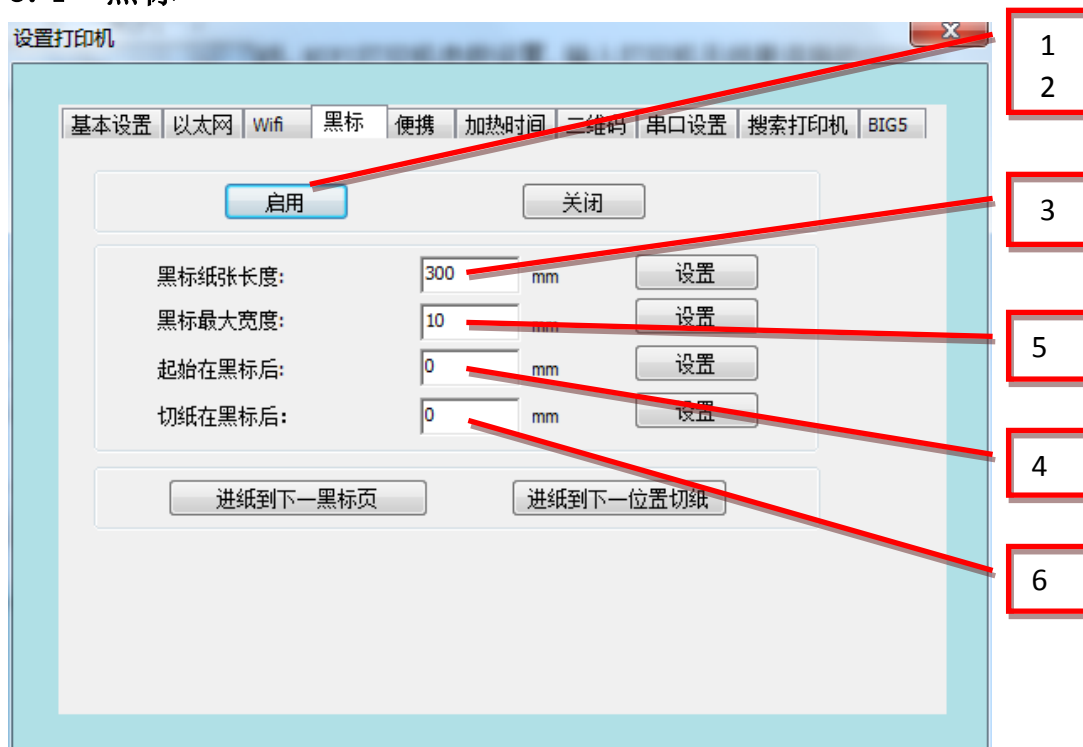 设置打印机
X
1
2
基本设置 以太网 Wifi 黑标 便携 加热时间 二维码 串口设置 搜索打印机 BIG5
启用 关闭
3
黑标纸张长度: 300 mm 设置
黑标最大宽度: 10 mm 设置
5
起始在黑标后: 0 mm 设置
切纸在黑标后: 0 mm 设置
4
进纸到下一黑标页 进纸到下一位置切纸
6